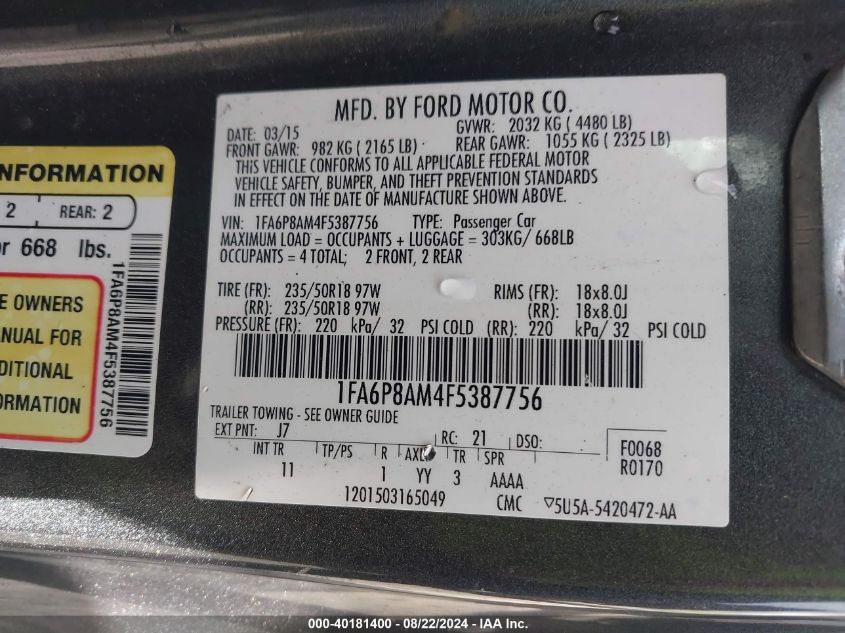 MFD. BY FORD MOTOR CO.
DATE: 03/15 GVWR: 2032 KG ( 4480 LB)
FRONT GAWR: 982 KG ( 2165 LB) REAR GAWR: 1055 KG ( 2325 LB)
THIS VEHICLE CONFORMS TO ALL APPLICABLE FEDERAL MOTOR
VEHICLE SAFETY, BUMPER, AND THEFT PREVENTION STANDARDS
IN EFFECT ON THE DATE OF MANUFACTURE SHOWN ABOVE.
VIN: 1FA6P8AM4F5387756 TYPE: Passenger Car
MAXIMUM LOAD = OCCUPANTS + LUGGAGE = 303KG/ 668LB
OCCUPANTS = 4 TOTAL; 2 FRONT, 2 REAR
TIRE (FR): 235/50R18 97W RIMS (FR): 18x8.0J
(RR): 235/50R18 97W (RR): 18x8.0J
PRESSURE (FR): 220 kPa/ 32 PSI COLD (RR): 220 kPa/ 32 PSI COLD
1FA6P8AM4F5387756
TRAILER TOWING - SEE OWNER GUIDE
EXT PNT: J7 RC: 21 DSO: F0068
INT TR TP/PS R AXL TR SPR R0170
11 1 YY 3 AAAA
1201503165049 CMC 5U5A-5420472-AA
NFORMATION
2 REAR: 2
or 668 lbs.
E OWNERS
ANUAL FOR
DITIONAL
ORMATION
1FA6P8AM4F5387756
000-40181400 - 08/22/2024 - IAA Inc.